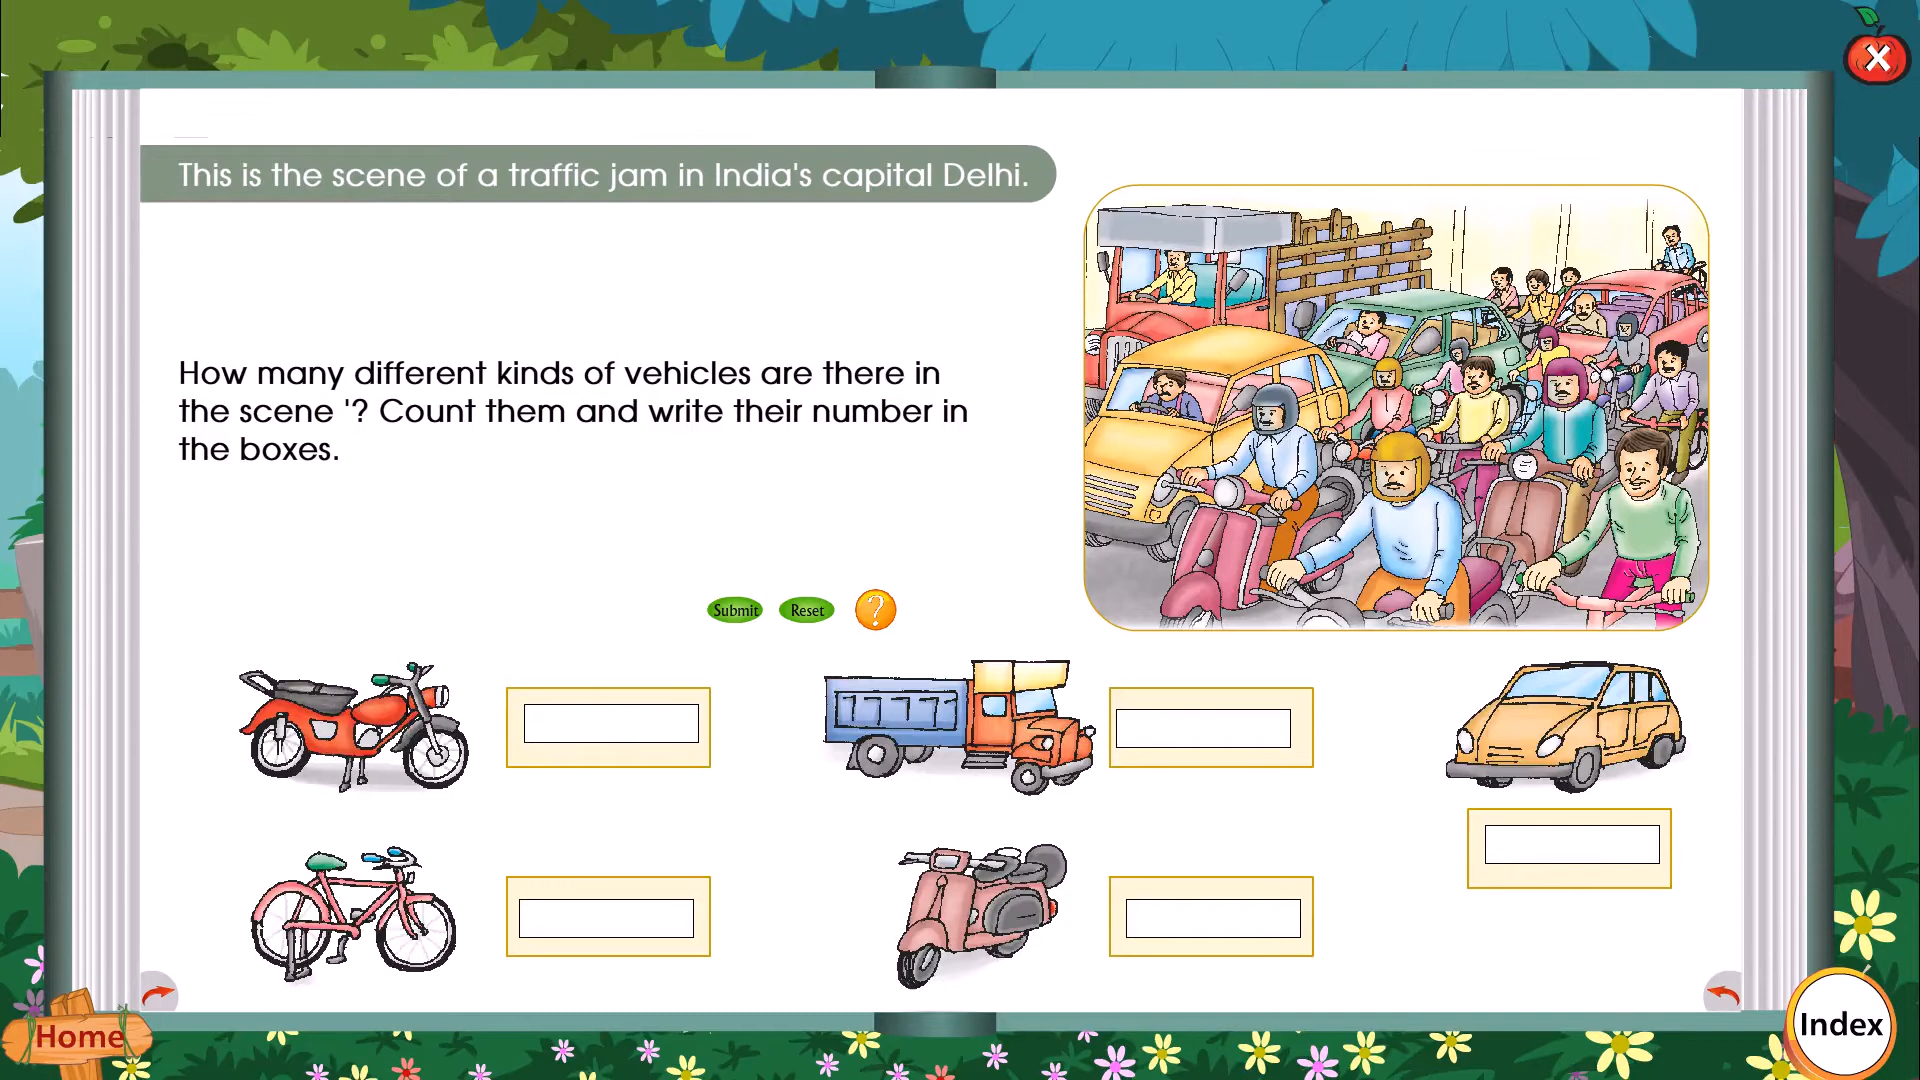 This is the scene of a traffic jam in India's capital Delhi.
How many different kinds of vehicles are there in
the scene '? Count them and write their number in
the boxes.
Submit
Reset
?
Home
Index